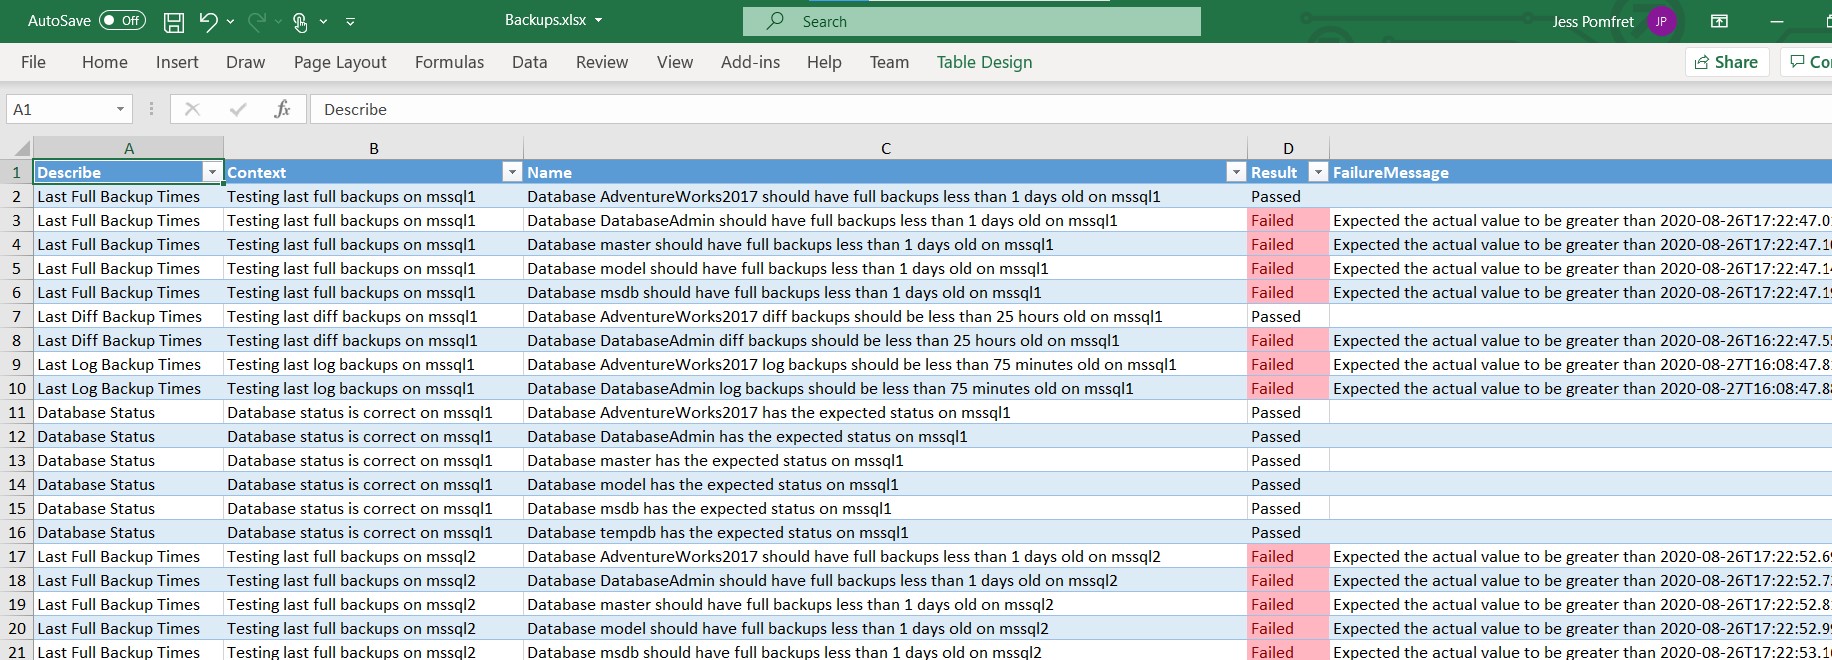 AutoSave Off Backups.xlsx Search Jess Pomfret JP
File Home Insert Draw Page Layout Formulas Data Review View Add-ins Help Team Table Design Share Co
A1 fx Describe
A B C D
1 Describe Context Name Result FailureMessage
2 Last Full Backup Times Testing last full backups on mssql1 Database AdventureWorks2017 should have full backups less than 1 days old on mssql1 Passed
3 Last Full Backup Times Testing last full backups on mssql1 Database DatabaseAdmin should have full backups less than 1 days old on mssql1 Failed Expected the actual value to be greater than 2020-08-26T17:22:47.0
4 Last Full Backup Times Testing last full backups on mssql1 Database master should have full backups less than 1 days old on mssql1 Failed Expected the actual value to be greater than 2020-08-26T17:22:47.1
5 Last Full Backup Times Testing last full backups on mssql1 Database model should have full backups less than 1 days old on mssql1 Failed Expected the actual value to be greater than 2020-08-26T17:22:47.1
6 Last Full Backup Times Testing last full backups on mssql1 Database msdb should have full backups less than 1 days old on mssql1 Failed Expected the actual value to be greater than 2020-08-26T17:22:47.1
7 Last Diff Backup Times Testing last diff backups on mssql1 Database AdventureWorks2017 diff backups should be less than 25 hours old on mssql1 Passed
8 Last Diff Backup Times Testing last diff backups on mssql1 Database DatabaseAdmin diff backups should be less than 25 hours old on mssql1 Failed Expected the actual value to be greater than 2020-08-26T16:22:47.5
9 Last Log Backup Times Testing last log backups on mssql1 Database AdventureWorks2017 log backups should be less than 75 minutes old on mssql1 Failed Expected the actual value to be greater than 2020-08-27T16:08:47.8
10 Last Log Backup Times Testing last log backups on mssql1 Database DatabaseAdmin log backups should be less than 75 minutes old on mssql1 Failed Expected the actual value to be greater than 2020-08-27T16:08:47.8
11 Database Status Database status is correct on mssql1 Database AdventureWorks2017 has the expected status on mssql1 Passed
12 Database Status Database status is correct on mssql1 Database DatabaseAdmin has the expected status on mssql1 Passed
13 Database Status Database status is correct on mssql1 Database master has the expected status on mssql1 Passed
14 Database Status Database status is correct on mssql1 Database model has the expected status on mssql1 Passed
15 Database Status Database status is correct on mssql1 Database msdb has the expected status on mssql1 Passed
16 Database Status Database status is correct on mssql1 Database tempdb has the expected status on mssql1 Passed
17 Last Full Backup Times Testing last full backups on mssql2 Database AdventureWorks2017 should have full backups less than 1 days old on mssql2 Failed Expected the actual value to be greater than 2020-08-26T17:22:52.6
18 Last Full Backup Times Testing last full backups on mssql2 Database DatabaseAdmin should have full backups less than 1 days old on mssql2 Failed Expected the actual value to be greater than 2020-08-26T17:22:52.7
19 Last Full Backup Times Testing last full backups on mssql2 Database master should have full backups less than 1 days old on mssql2 Failed Expected the actual value to be greater than 2020-08-26T17:22:52.8
20 Last Full Backup Times Testing last full backups on mssql2 Database model should have full backups less than 1 days old on mssql2 Failed Expected the actual value to be greater than 2020-08-26T17:22:52.9
21 Last Full Backup Times Testing last full backups on mssql2 Database msdb should have full backups less than 1 days old on mssql2 Failed Expected the actual value to be greater than 2020-08-26T17:22:53.1